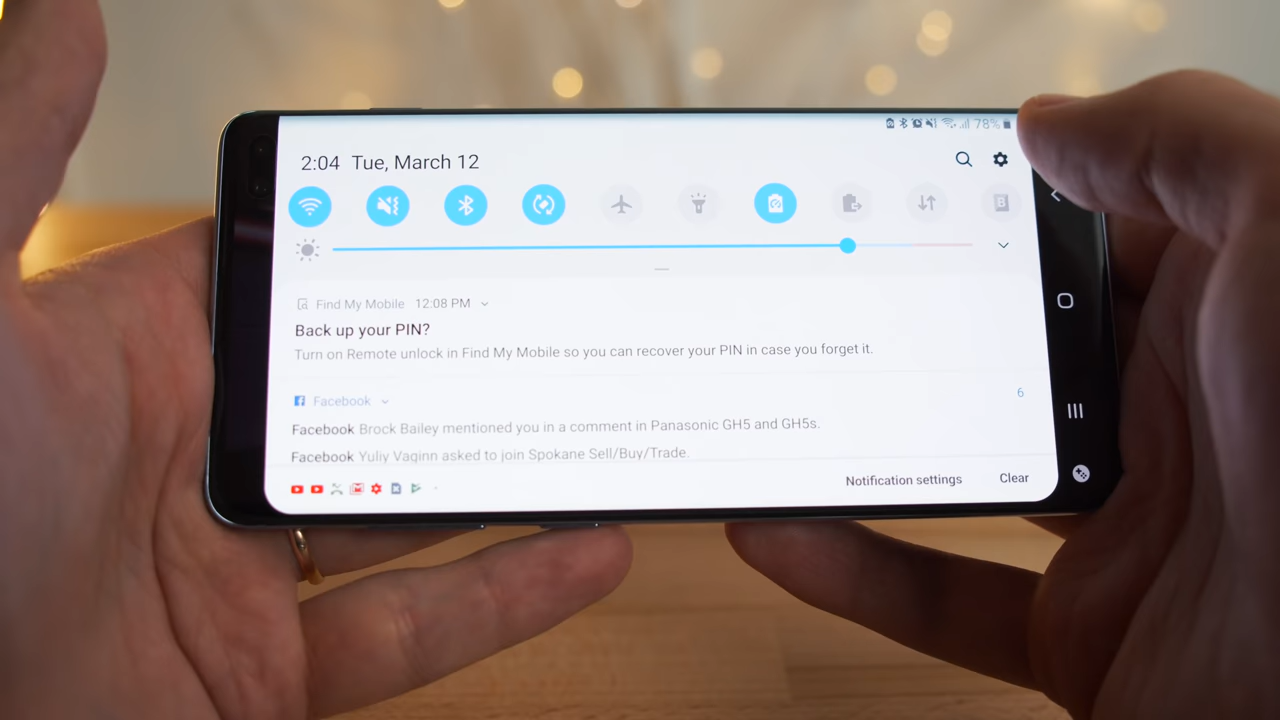 78%
2:04 Tue, March 12
Find My Mobile 12:08 PM
Back up your PIN?
Turn on Remote unlock in Find My Mobile so you can recover your PIN in case you forget it.
Facebook 6
Facebook Brock Bailey mentioned you in a comment in Panasonic GH5 and GH5s.
Facebook Yuliy Vaqinn asked to join Spokane Sell/Buy/Trade.
Notification settings Clear